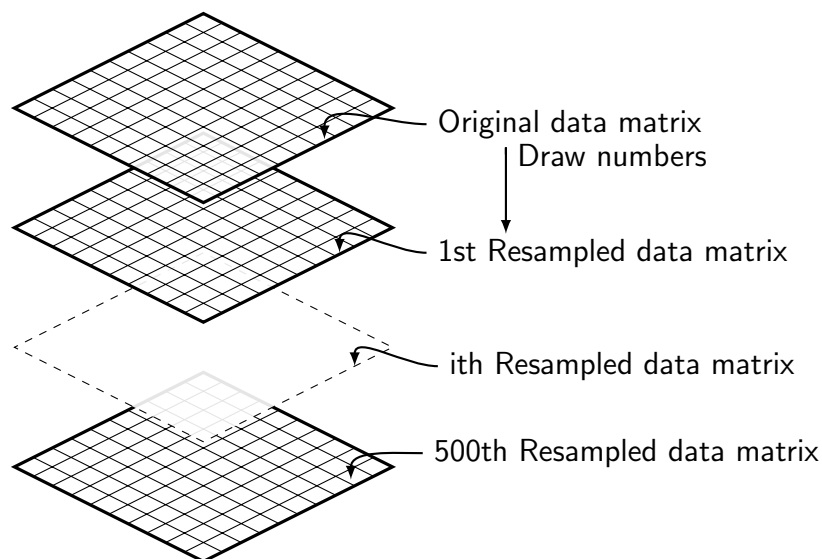 Original data matrix
Draw numbers
1st Resampled data matrix
ith Resampled data matrix
500th Resampled data matrix